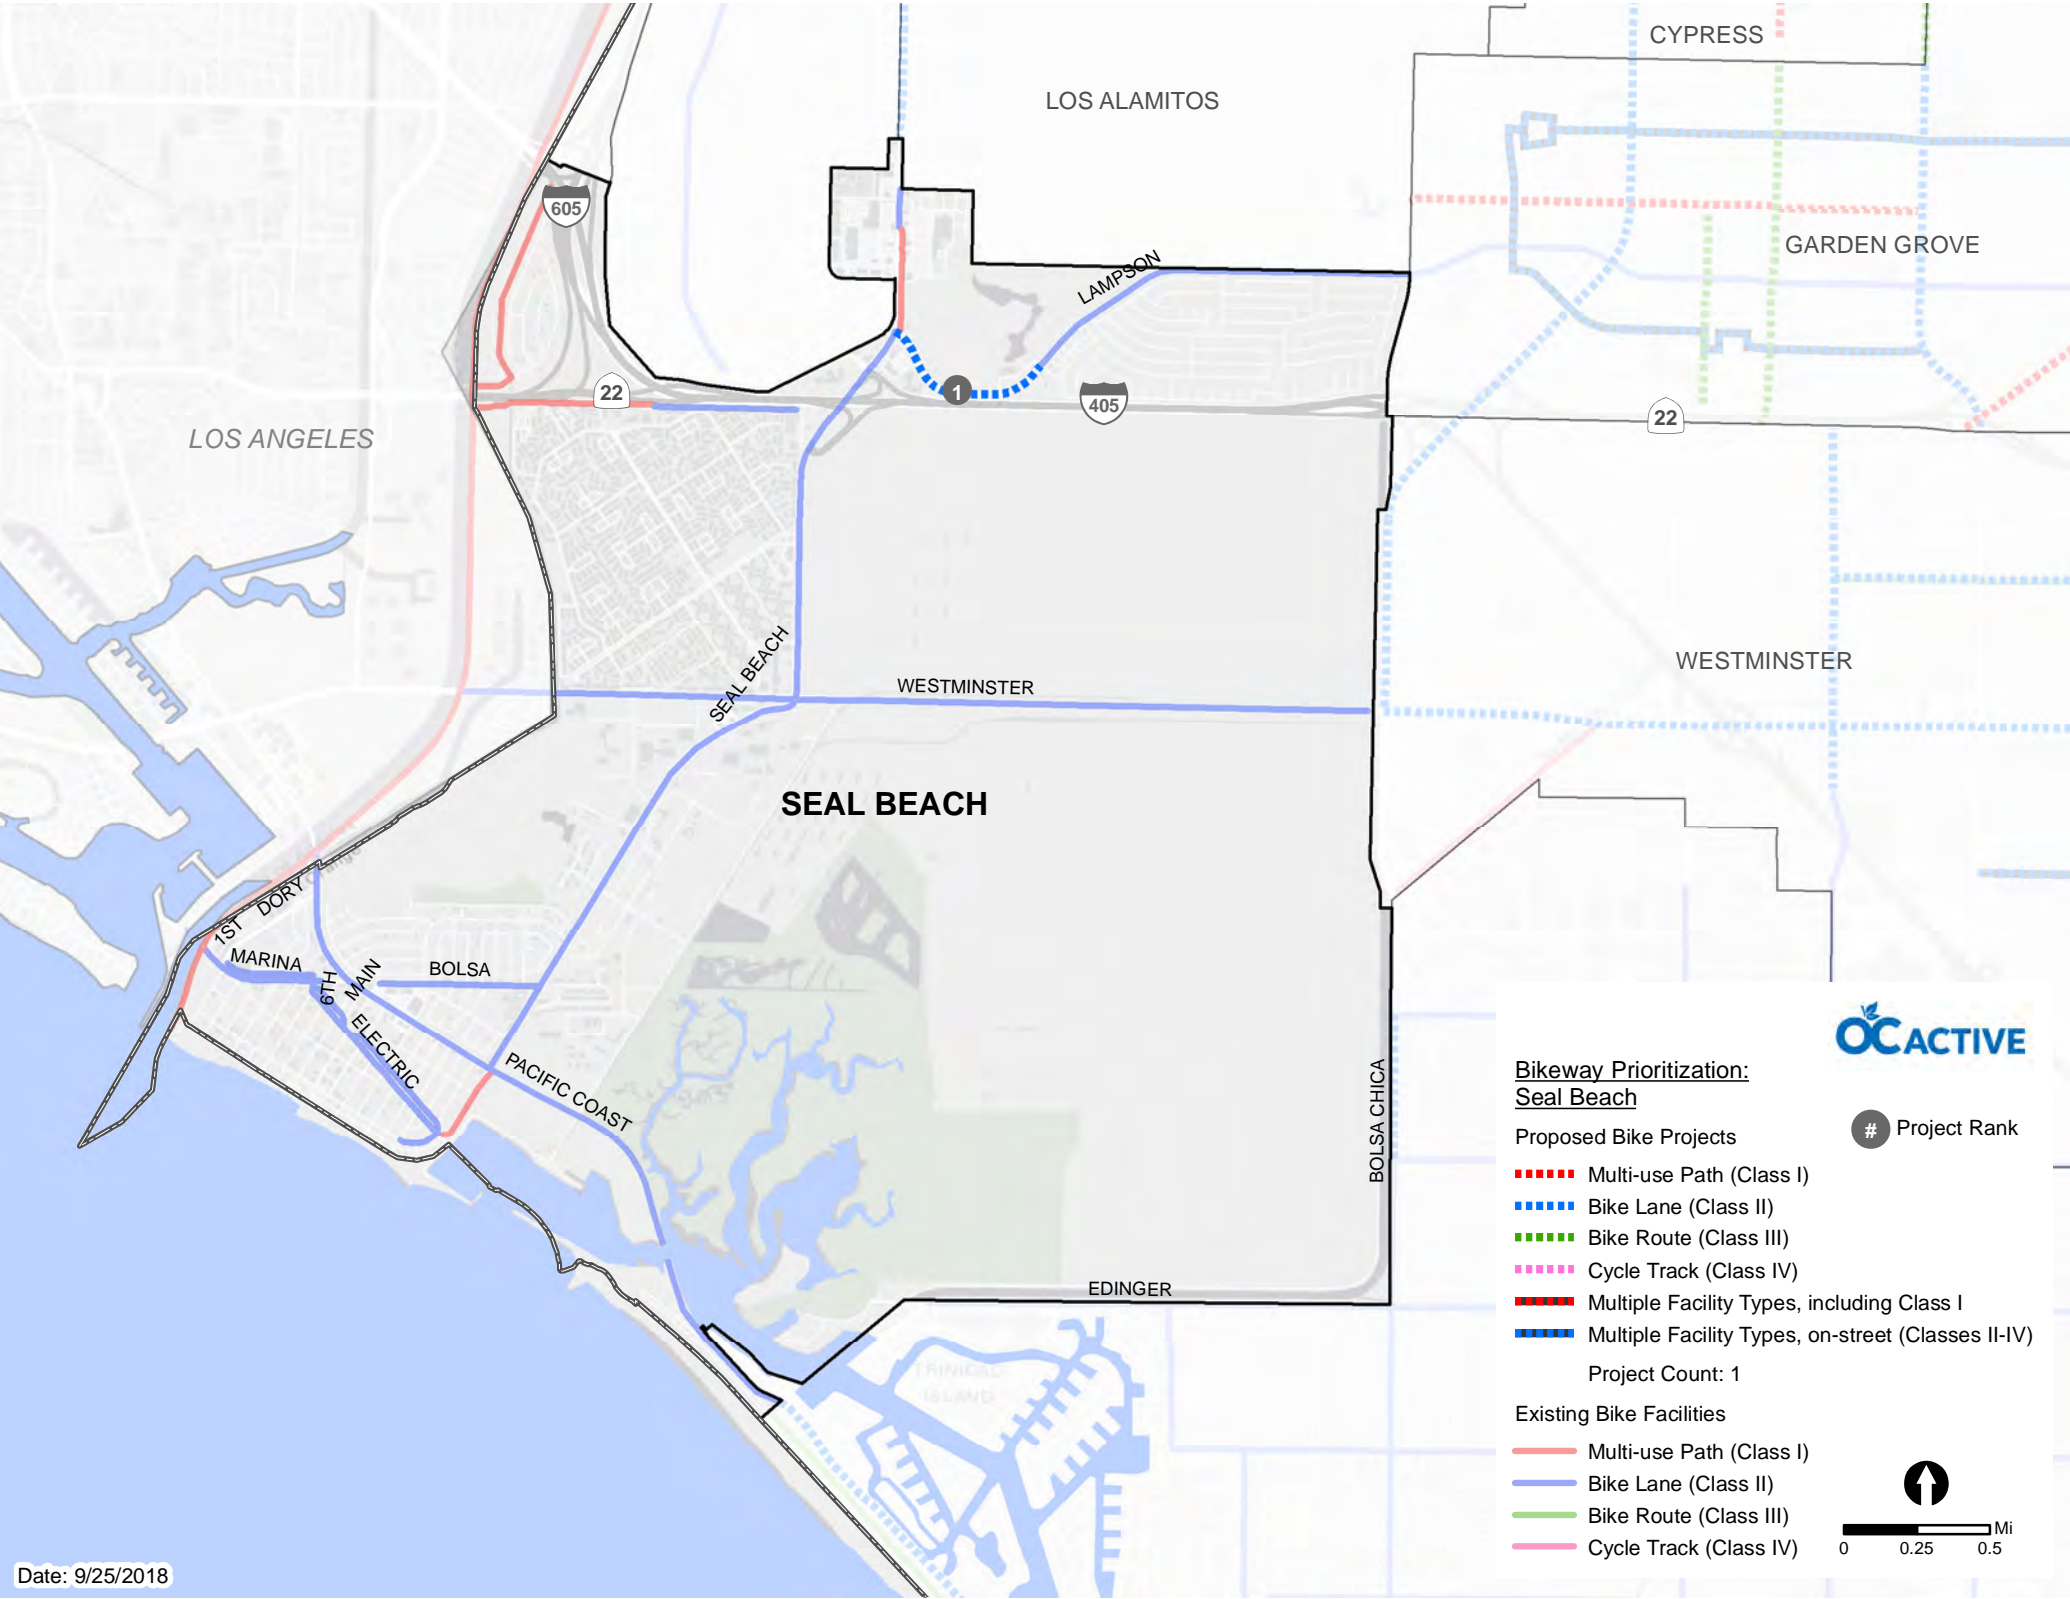 CYPRESS
LOS ALAMITOS
605
GARDEN GROVE
LAMPSON
22
1
405
22
LOS ANGELES
SEAL BEACH
WESTMINSTER
WESTMINSTER
SEAL BEACH
DORY
1ST
MARINA
6TH
MAIN
BOLSA
ELECTRIC
PACIFIC COAST
BOLSA CHICA
EDINGER
TRINIDAD
ISLAND
OC ACTIVE
Bikeway Prioritization:
Seal Beach
# Project Rank
Proposed Bike Projects
Multi-use Path (Class I)
Bike Lane (Class II)
Bike Route (Class III)
Cycle Track (Class IV)
Multiple Facility Types, including Class I
Multiple Facility Types, on-street (Classes II-IV)
Project Count: 1
Existing Bike Facilities
Multi-use Path (Class I)
Bike Lane (Class II)
Bike Route (Class III)
Cycle Track (Class IV)
Mi
0 0.25 0.5
Date: 9/25/2018